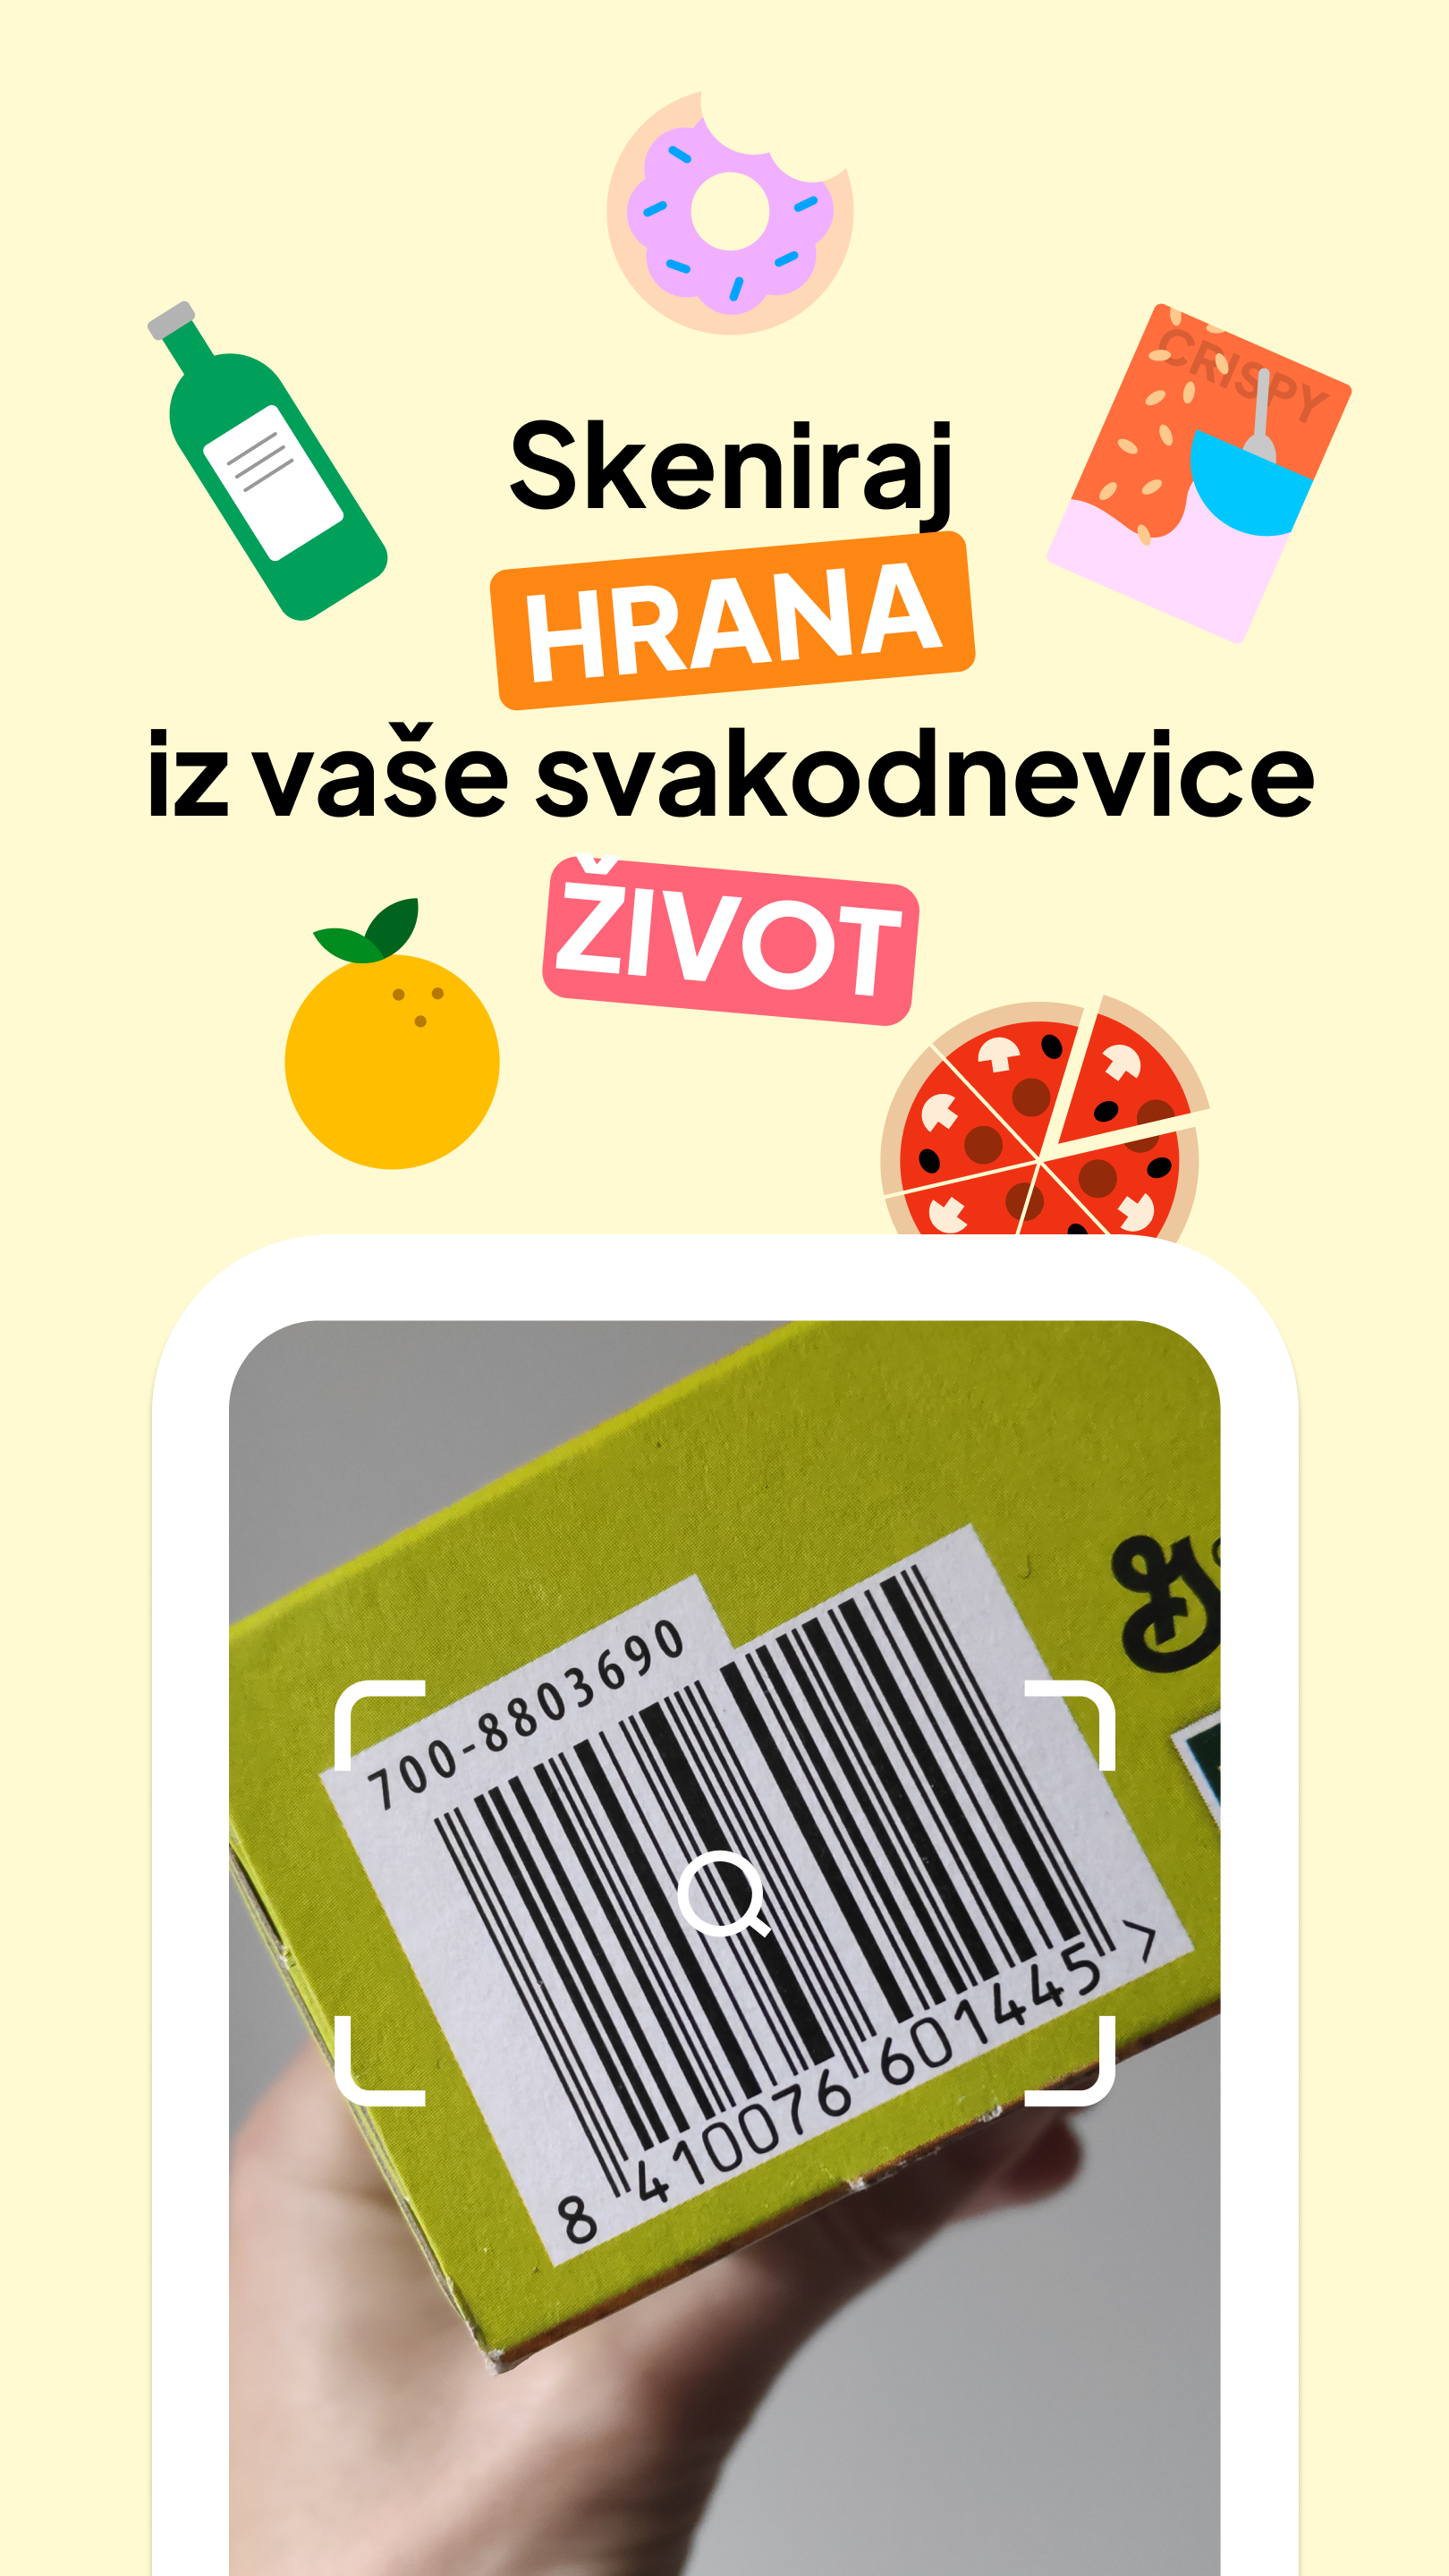 CRISPY
Skeniraj
HRANA
iz vaše svakodnevice
ŽIVOT
700-8803690
8 410076 601445 >